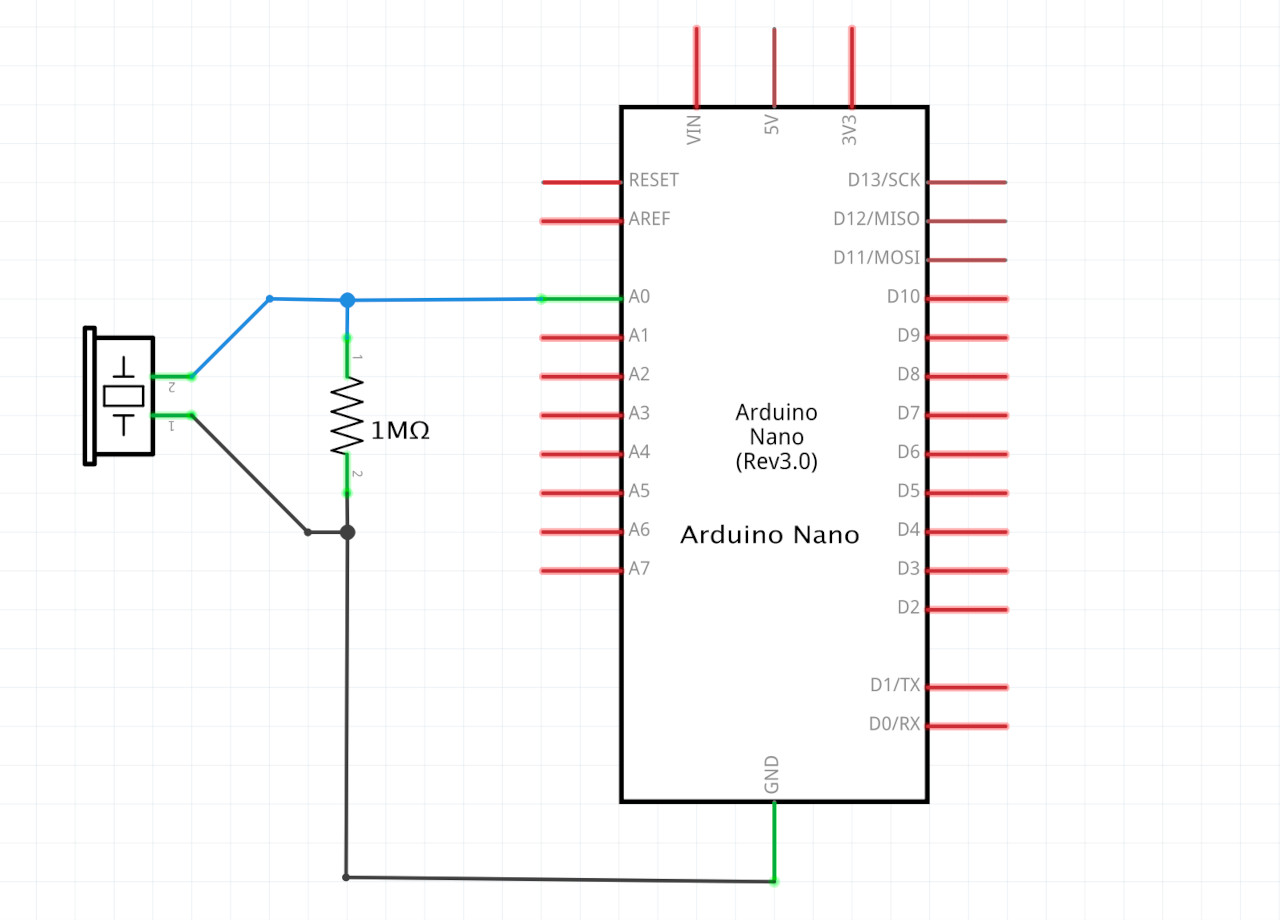 VIN
5V
3V3
RESET
D13/SCK
AREF
D12/MISO
D11/MOSI
A0
D10
A1
D9
A2
D8
A3
D7
A4
D6
A5
D5
A6
D4
A7
D3
D2
D1/TX
D0/RX
GND
Arduino
Nano
(Rev3.0)
Arduino Nano
2
1
1
1MΩ
2